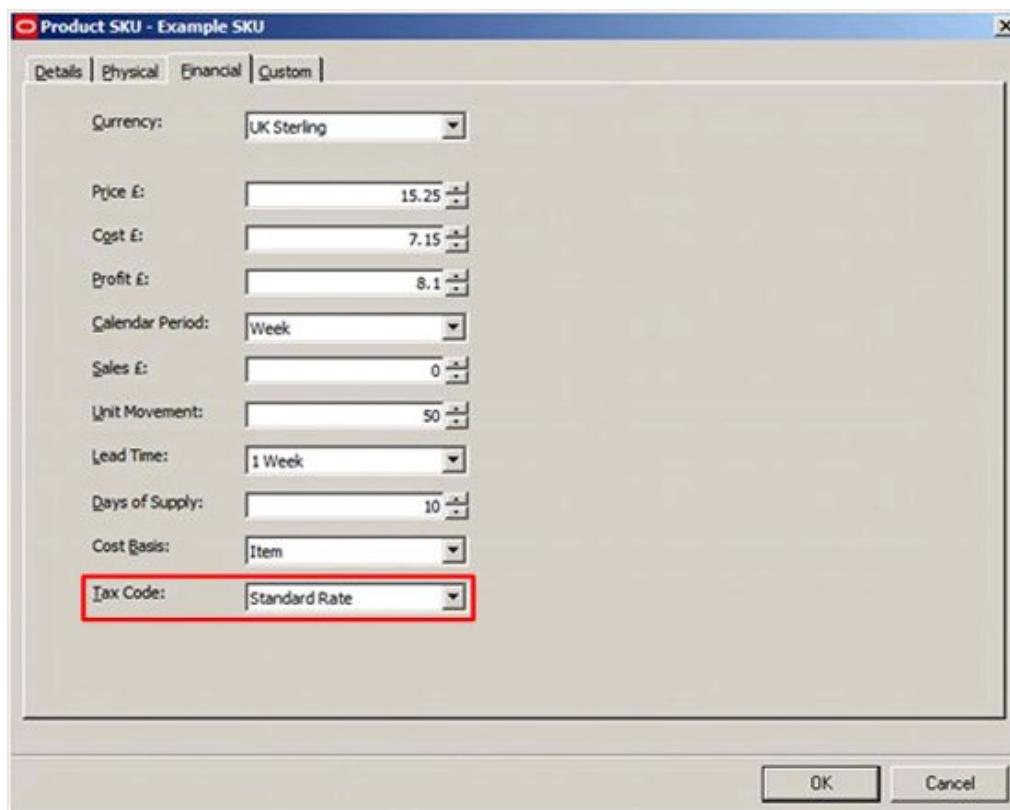 Product SKU - Example SKU
Details Physical Financial Custom
Currency: UK Sterling
Price £: 15.25
Cost £: 7.15
Profit £: 8.1
Calendar Period: Week
Sales £: 0
Unit Movement: 50
Lead Time: 1 Week
Days of Supply: 10
Cost Basis: Item
Tax Code: Standard Rate
OK Cancel